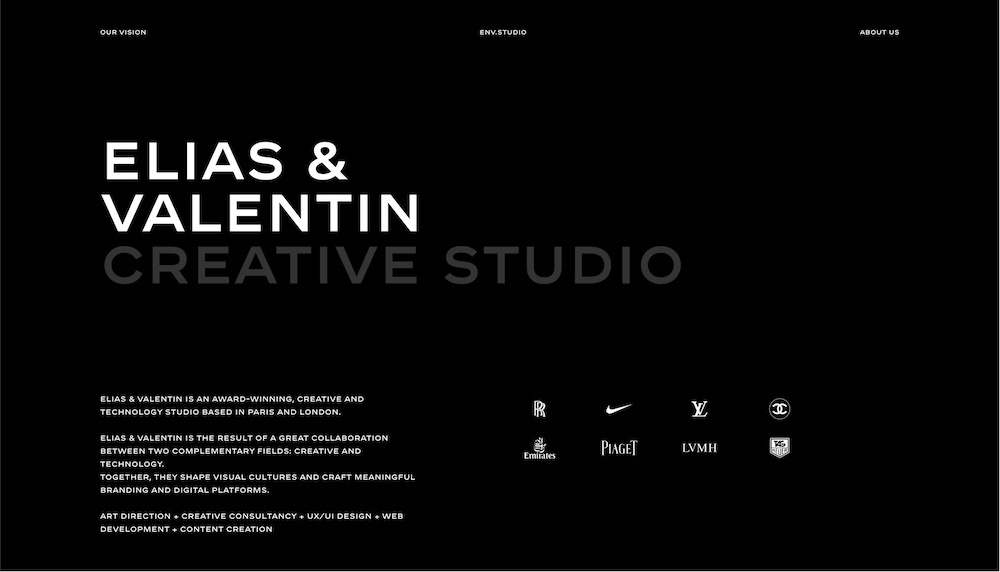 OUR VISION
ENV.STUDIO
ABOUT US
ELIAS &
VALENTIN
CREATIVE STUDIO
ELIAS & VALENTIN IS AN AWARD-WINNING, CREATIVE AND
TECHNOLOGY STUDIO BASED IN PARIS AND LONDON.
ELIAS & VALENTIN IS THE RESULT OF A GREAT COLLABORATION
BETWEEN TWO COMPLEMENTARY FIELDS: CREATIVE AND
TECHNOLOGY.
TOGETHER, THEY SHAPE VISUAL CULTURES AND CRAFT MEANINGFUL
BRANDING AND DIGITAL PLATFORMS.
ART DIRECTION + CREATIVE CONSULTANCY + UX/UI DESIGN + WEB
DEVELOPMENT + CONTENT CREATION
RR
LV
Emirates
PIAGET
LVMH
TAG